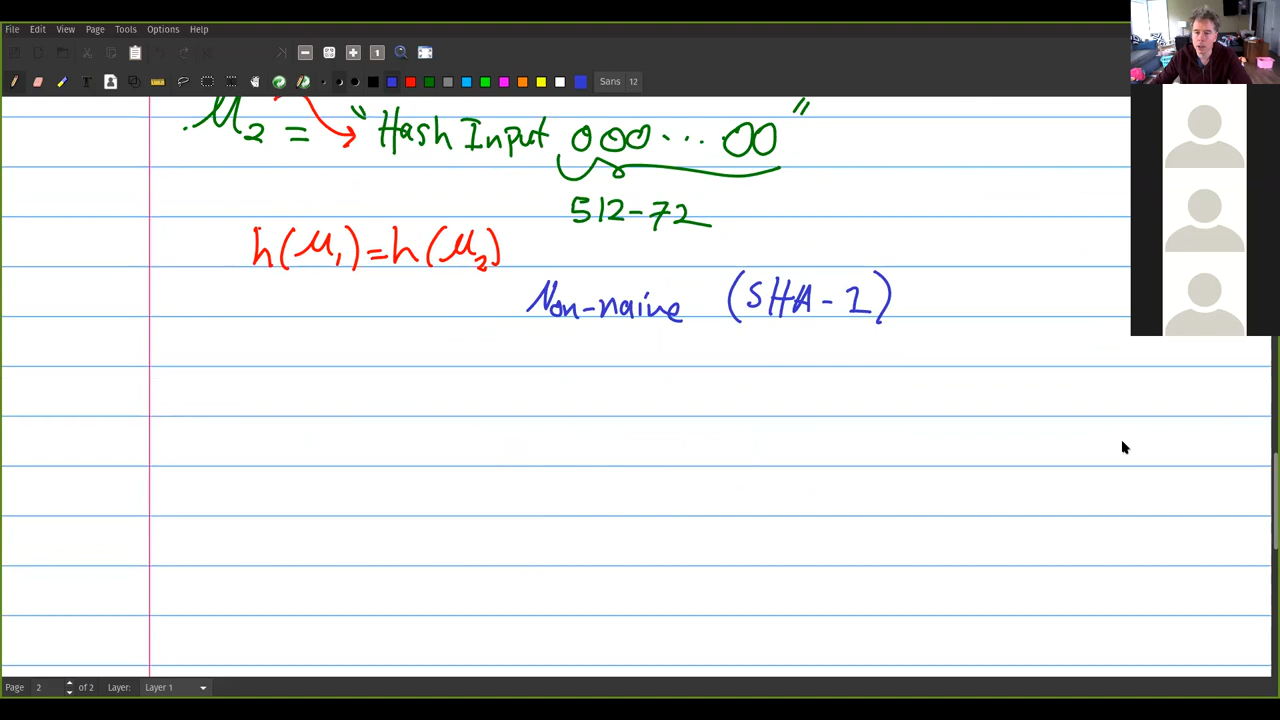 File Edit View Page Tools Options Help
Sans 12
M₂ = "Hash Input 000...00"
512-72
h(M₁)=h(M₂)
Non-naive (SHA-1)
Page 2 of 2 Layer: Layer 1